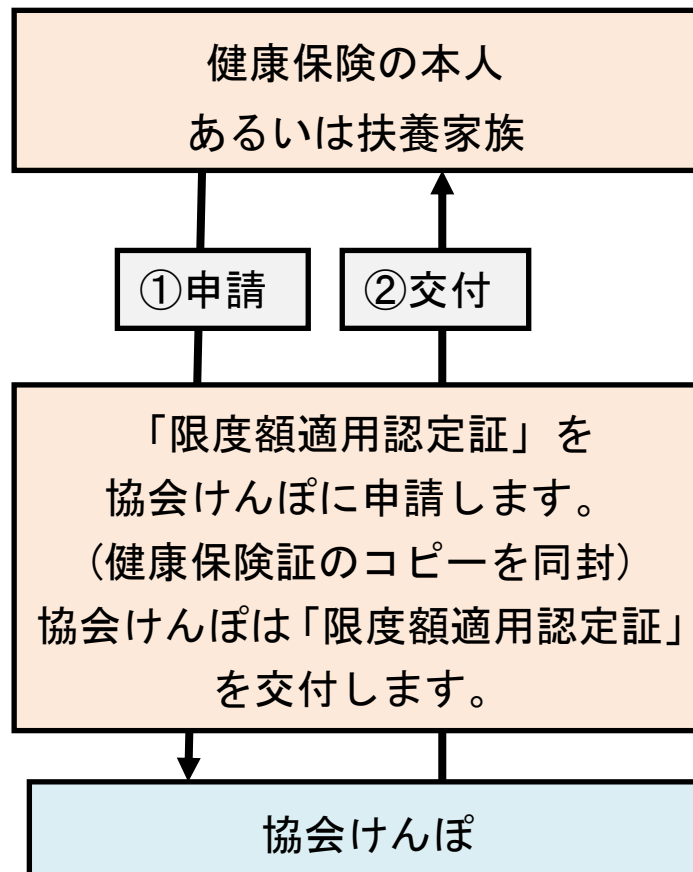 健康保険の本人
あるいは扶養家族
①申請
②交付
「限度額適用認定証」を
協会けんぽに申請します。
（健康保険証のコピーを同封）
協会けんぽは「限度額適用認定証」
を交付します。
協会けんぽ